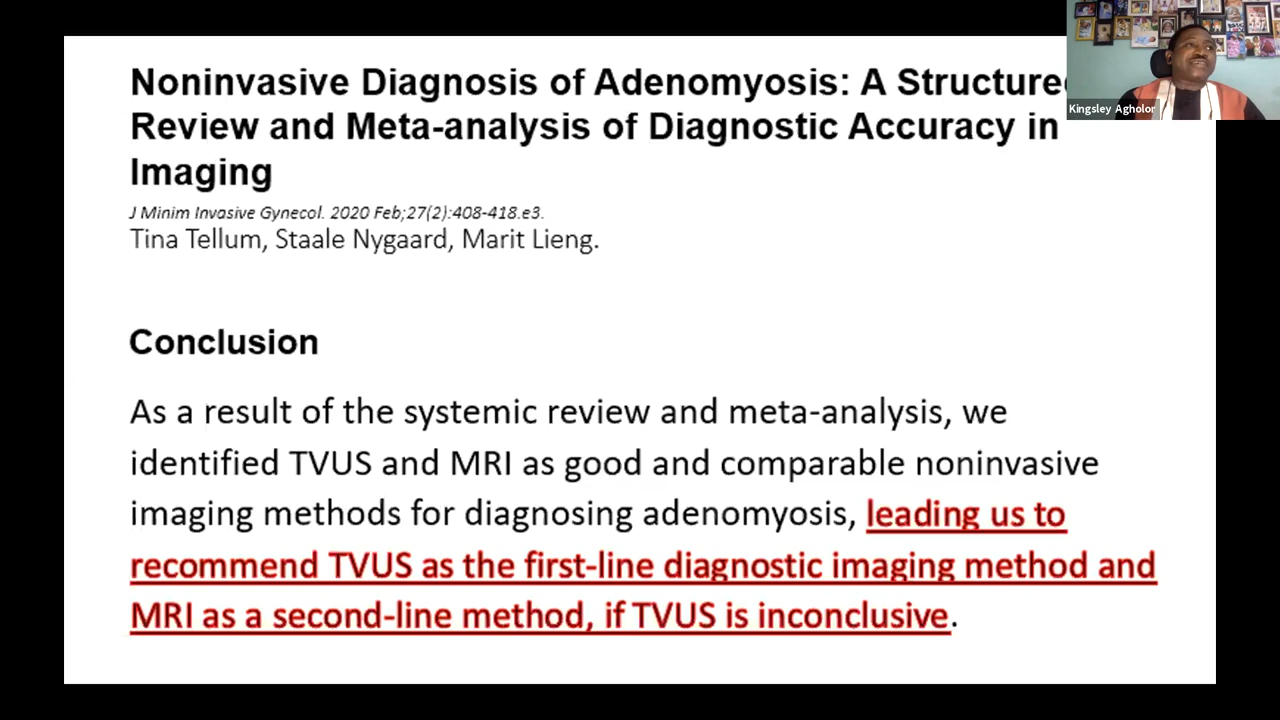 Noninvasive Diagnosis of Adenomyosis: A Structure
Review and Meta-analysis of Diagnostic Accuracy in
Imaging
J Minim Invasive Gynecol. 2020 Feb;27(2):408-418.e3.
Tina Tellum, Staale Nygaard, Marit Lieng.
Conclusion
As a result of the systemic review and meta-analysis, we
identified TVUS and MRI as good and comparable noninvasive
imaging methods for diagnosing adenomyosis, leading us to
recommend TVUS as the first-line diagnostic imaging method and
MRI as a second-line method, if TVUS is inconclusive.
Kingsley Agholor